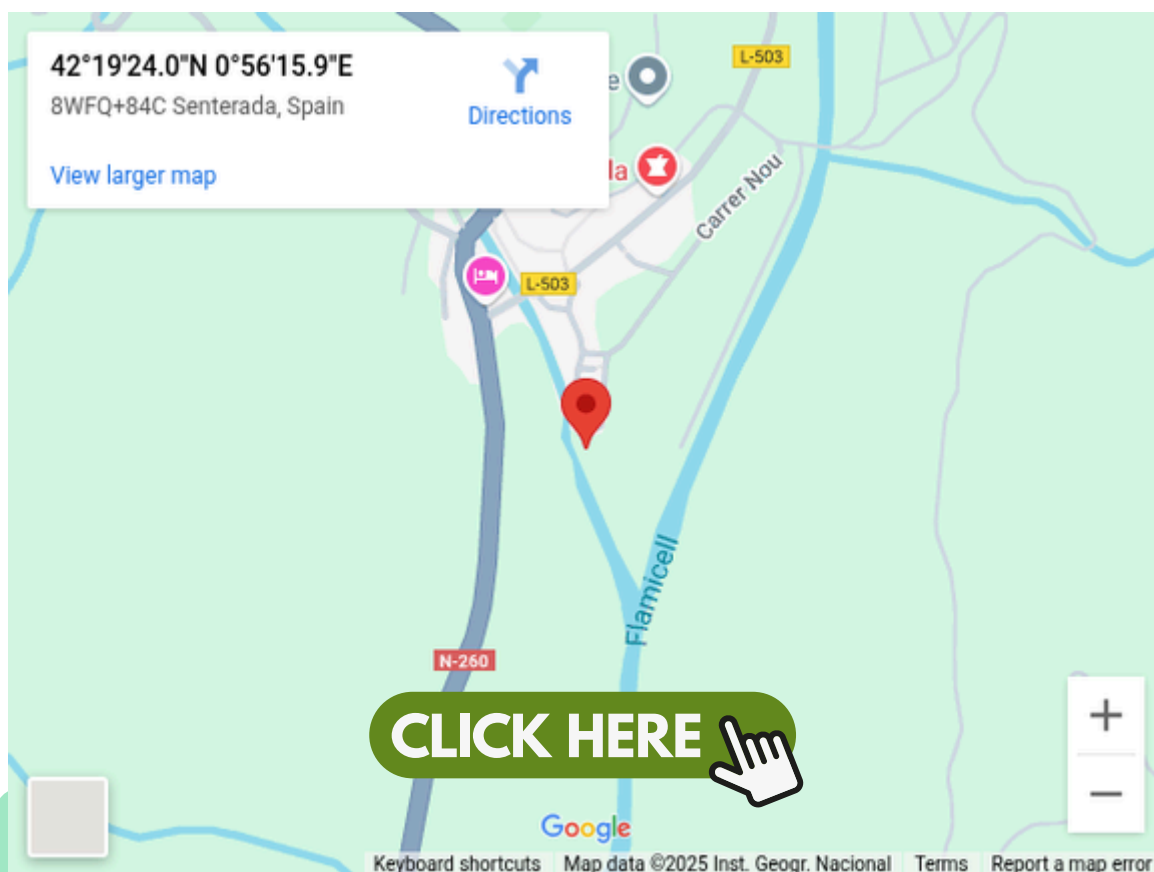 42°19'24.0"N 0°56'15.9"E
8WFQ+84C Senterada, Spain
Directions
View larger map
e
L-503
la
Carrer Nou
L-503
Flamicell
N-260
CLICK HERE
+
−
Google
Keyboard shortcuts
Map data ©2025 Inst. Geogr. Nacional
Terms
Report a map error